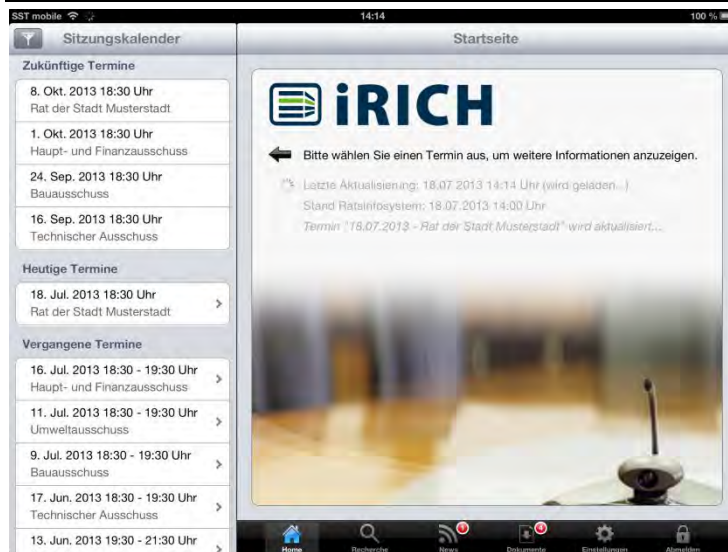 SST mobile 14:14 100 %
Sitzungskalender
Zukünftige Termine
8. Okt. 2013 18:30 Uhr
Rat der Stadt Musterstadt
1. Okt. 2013 18:30 Uhr
Haupt- und Finanzausschuss
24. Sep. 2013 18:30 Uhr
Bauausschuss
16. Sep. 2013 18:30 Uhr
Technischer Ausschuss
Heutige Termine
18. Jul. 2013 18:30 Uhr
Rat der Stadt Musterstadt
Vergangene Termine
16. Jul. 2013 18:30 - 19:30 Uhr
Haupt- und Finanzausschuss
11. Jul. 2013 18:30 - 19:30 Uhr
Umweltausschuss
9. Jul. 2013 18:30 - 19:30 Uhr
Bauausschuss
17. Jun. 2013 18:30 - 19:30 Uhr
Technischer Ausschuss
13. Jun. 2013 19:30 - 21:30 Uhr
Startseite
iRICH
Bitte wählen Sie einen Termin aus, um weitere Informationen anzuzeigen.
Letzte Aktualisierung: 18.07.2013 14:14 Uhr (wird geladen...)
Stand Ratsinfosystem: 18.07.2013 14:00 Uhr
Termin "18.07.2013 - Rat der Stadt Musterstadt" wird aktualisiert...
Home Recherche News 1 Dokumente 4 Einstellungen Abmelden